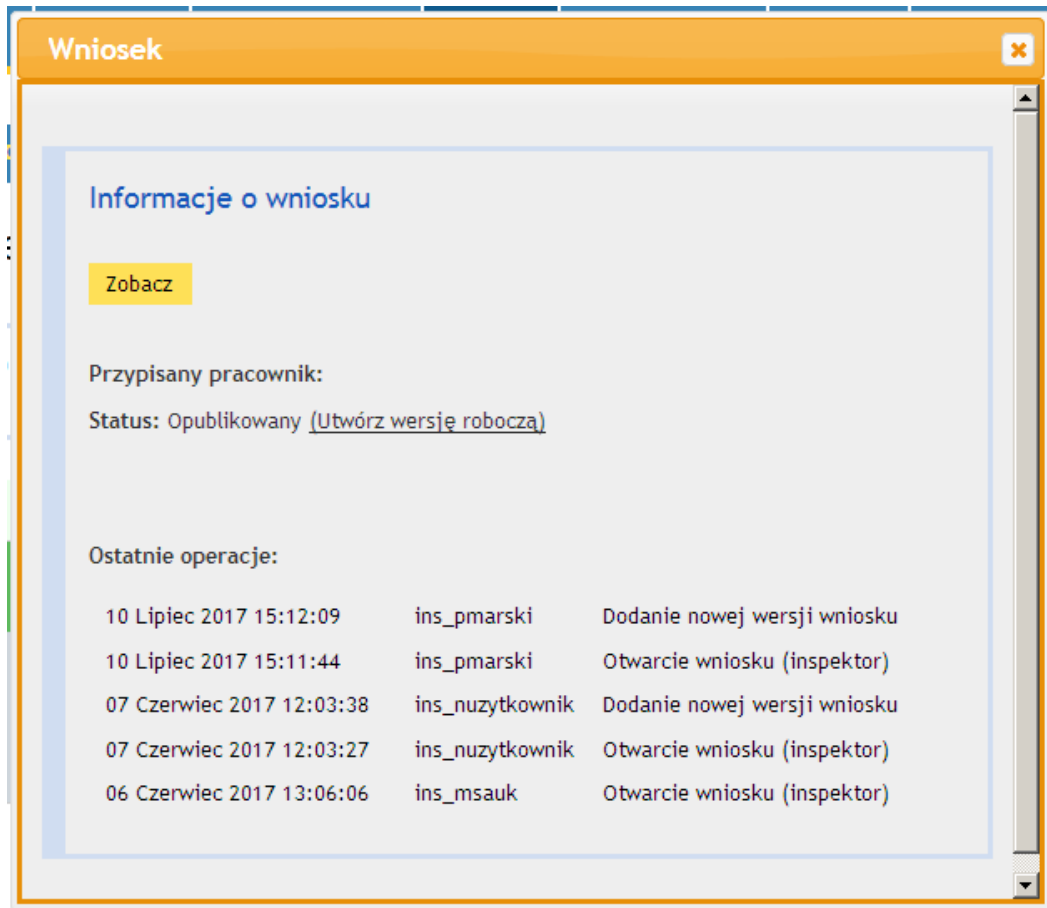 Wniosek
Informacje o wniosku
Zobacz
Przypisany pracownik:
Status: Opublikowany (Utwórz wersję roboczą)
Ostatnie operacje:
10 Lipiec 2017 15:12:09 ins_pmarski Dodanie nowej wersji wniosku
10 Lipiec 2017 15:11:44 ins_pmarski Otwarcie wniosku (inspektor)
07 Czerwiec 2017 12:03:38 ins_nuzytkownik Dodanie nowej wersji wniosku
07 Czerwiec 2017 12:03:27 ins_nuzytkownik Otwarcie wniosku (inspektor)
06 Czerwiec 2017 13:06:06 ins_msauk Otwarcie wniosku (inspektor)